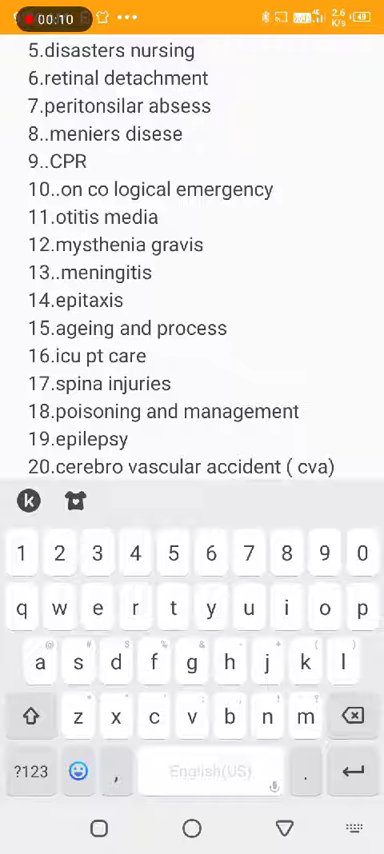 00:10
2.6
K/s
49
5.disasters nursing
6.retinal detachment
7.peritonsilar absess
8..meniers disese
9..CPR
10..on co logical emergency
11.otitis media
12.mysthenia gravis
13..meningitis
14.epitaxis
15.ageing and process
16.icu pt care
17.spina injuries
18.poisoning and management
19.epilepsy
20.cerebro vascular accident ( cva)
k
1 2 3 4 5 6 7 8 9 0
q w e r t y u i o p
@ # $ % & - + ( )
a s d f g h j k l
z x c v b n m
?123 , English(US) .